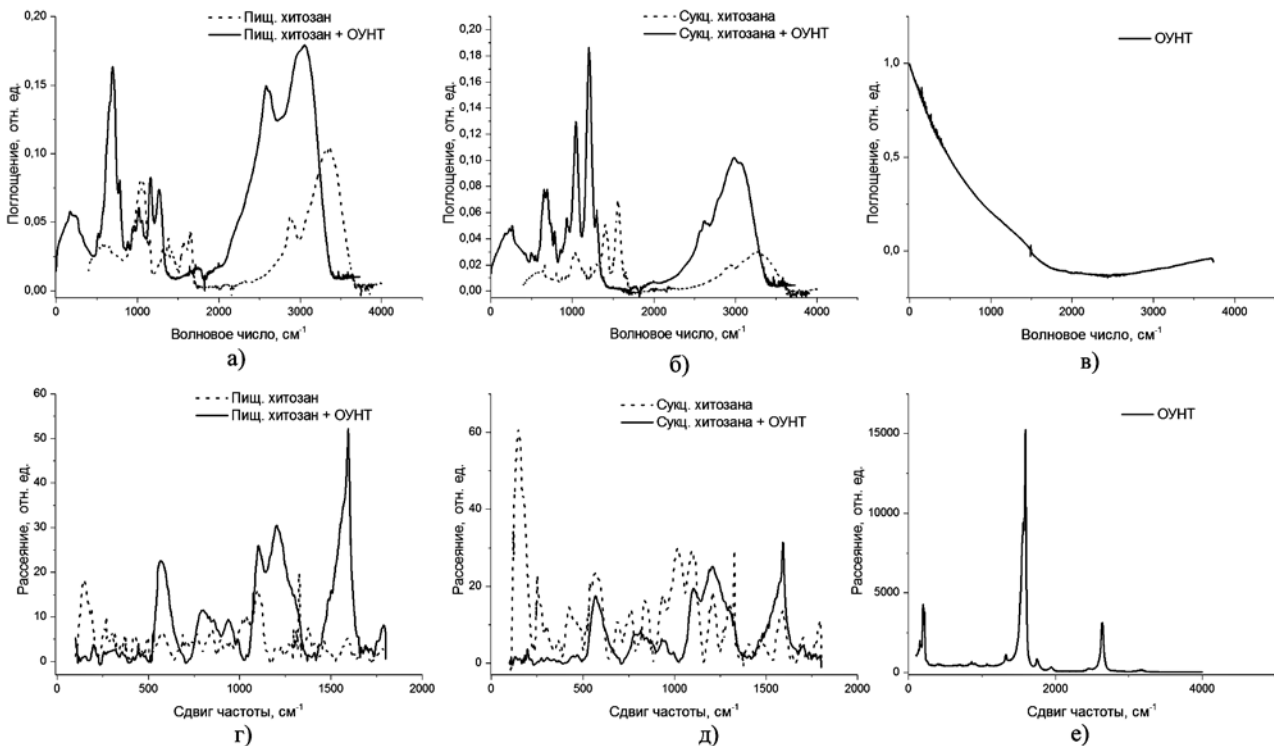 Пищ. хитозан
Пищ. хитозан + ОУНТ
0,20
0,15
0,10
0,05
0,00
Поглощение, отн. ед.
0 1000 2000 3000 4000
Волновое число, см-1
а)
Сукц. хитозана
Сукц. хитозана + ОУНТ
0,20
0,18
0,16
0,14
0,12
0,10
0,08
0,06
0,04
0,02
0,00
Поглощение, отн. ед.
0 1000 2000 3000 4000
Волновое число, см-1
б)
ОУНТ
1,0
0,5
0,0
Поглощение, отн. ед.
0 1000 2000 3000 4000
Волновое число, см-1
в)
Пищ. хитозан
Пищ. хитозан + ОУНТ
60
50
40
30
20
10
0
Рассеяние, отн. ед.
0 500 1000 1500 2000
Сдвиг частоты, см-1
г)
Сукц. хитозана
Сукц. хитозана + ОУНТ
60
40
20
0
Рассеяние, отн. ед.
0 500 1000 1500 2000
Сдвиг частоты, см-1
д)
ОУНТ
15000
10000
5000
0
Рассеяние, отн. ед.
0 2000 4000
Сдвиг частоты, см-1
е)